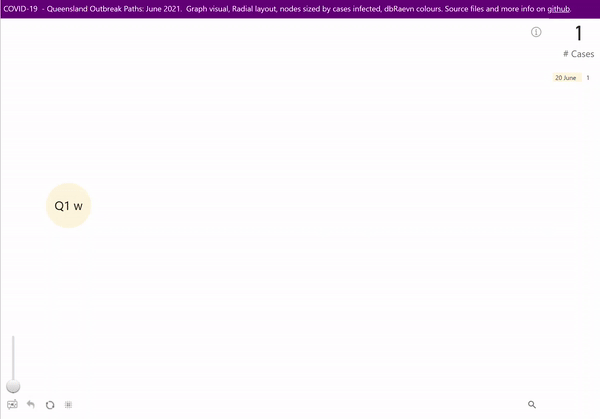 COVID-19 - Queensland Outbreak Paths: June 2021. Graph visual, Radial layout, nodes sized by cases infected, dbRaevn colours. Source files and more info on github.
1
# Cases
20 June 1
Q1 w